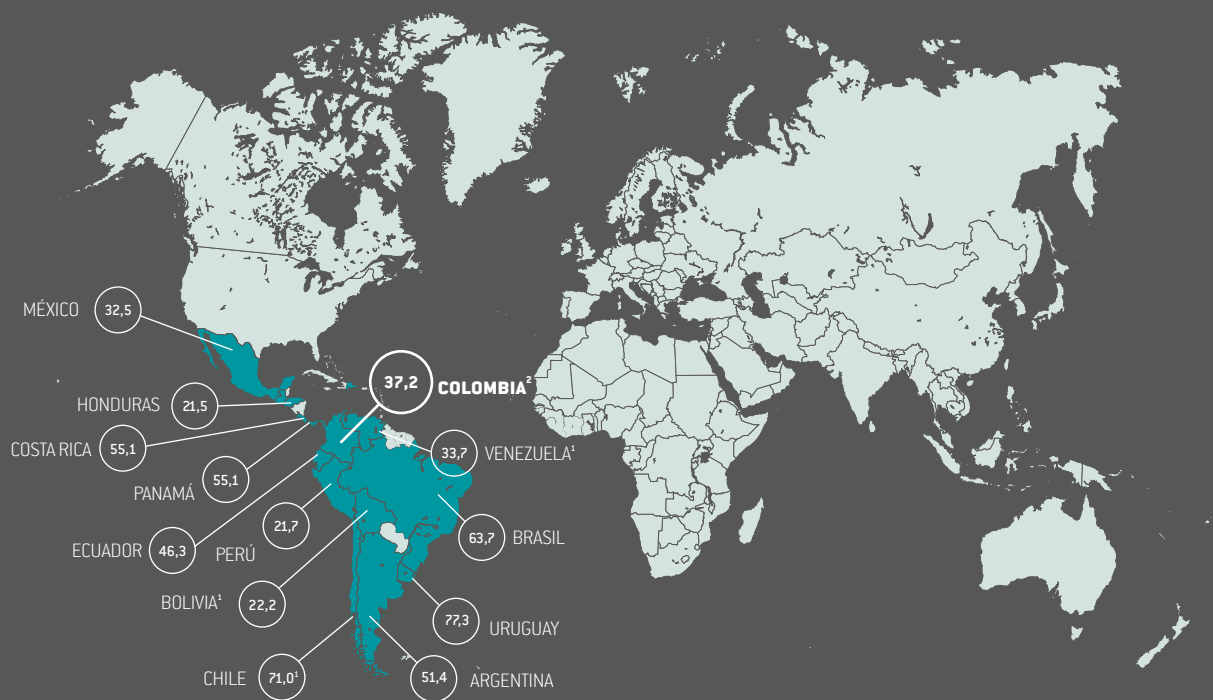 MÉXICO 32,5
37,2 COLOMBIA²
HONDURAS 21,5
COSTA RICA 55,1
33,7 VENEZUELA¹
PANAMÁ 55,1
21,7
PERÚ
63,7 BRASIL
ECUADOR 46,3
BOLIVIA¹ 22,2
77,3 URUGUAY
CHILE 71,0¹
51,4 ARGENTINA